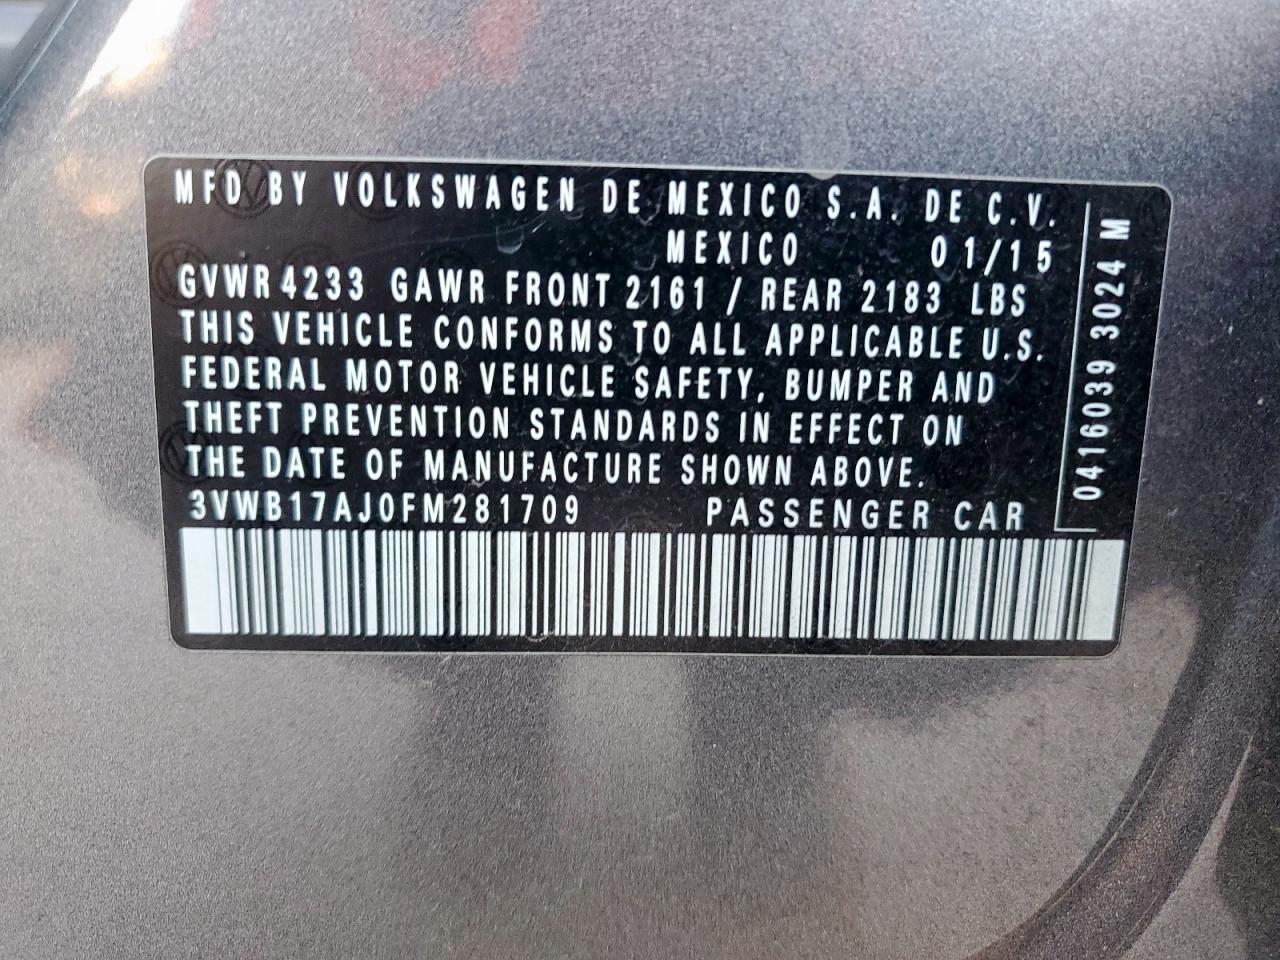 MFD BY VOLKSWAGEN DE MEXICO S.A. DE C.V.
MEXICO 01/15
GVWR 4233 GAWR FRONT 2161 / REAR 2183 LBS
THIS VEHICLE CONFORMS TO ALL APPLICABLE U.S.
FEDERAL MOTOR VEHICLE SAFETY, BUMPER AND
THEFT PREVENTION STANDARDS IN EFFECT ON
THE DATE OF MANUFACTURE SHOWN ABOVE.
3VWB17AJ0FM281709 PASSENGER CAR
0416039 3024 M